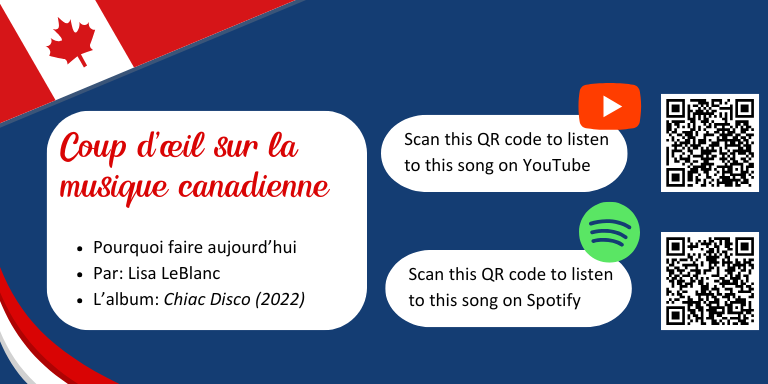 Coup d'œil sur la
musique canadienne
• Pourquoi faire aujourd’hui
• Par: Lisa LeBlanc
• L’album: Chiac Disco (2022)
Scan this QR code to listen
to this song on YouTube
Scan this QR code to listen
to this song on Spotify